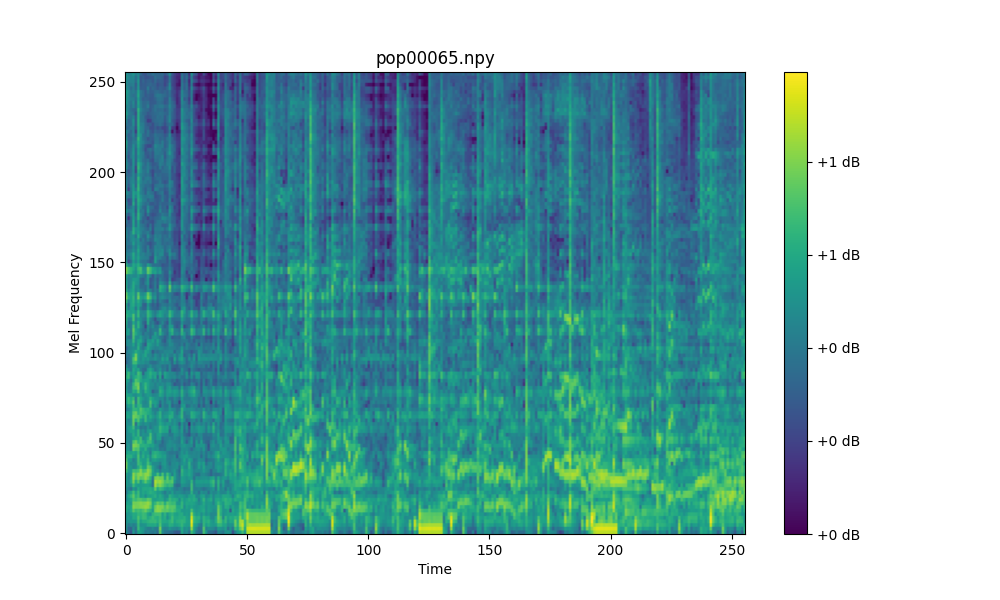 pop00065.npy
Mel Frequency
250
200
150
100
50
0
0 50 100 150 200 250
Time
+1 dB
+1 dB
+0 dB
+0 dB
+0 dB